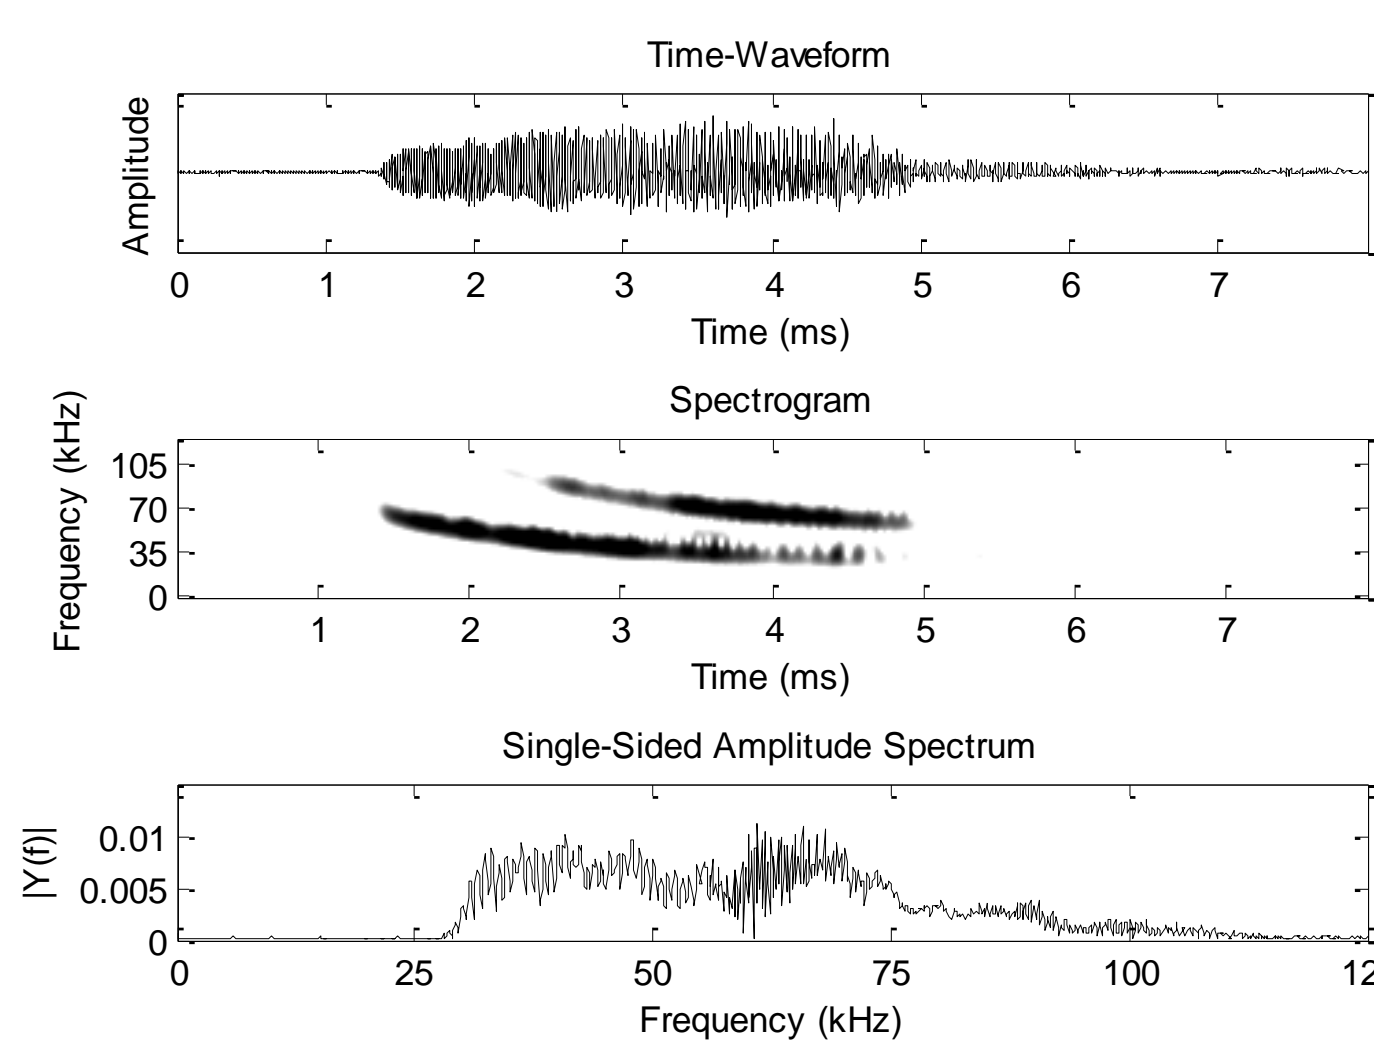 Time-Waveform
Amplitude
0 1 2 3 4 5 6 7
Time (ms)
Spectrogram
Frequency (kHz)
105
70
35
0
1 2 3 4 5 6 7
Time (ms)
Single-Sided Amplitude Spectrum
|Y(f)|
0.01
0.005
0
0 25 50 75 100 12
Frequency (kHz)